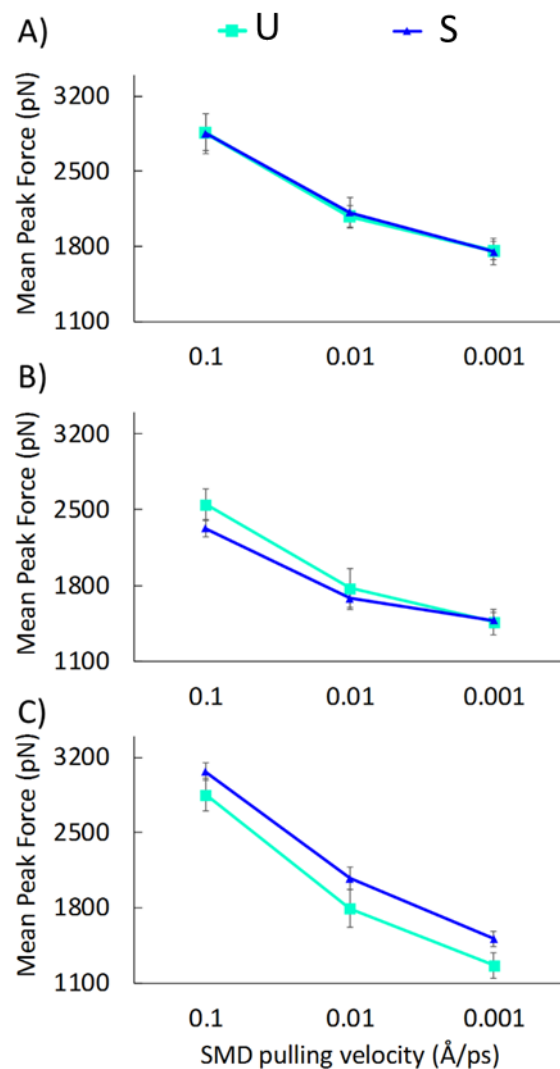 A)
U S
Mean Peak Force (pN)
3200
2500
1800
1100
0.1 0.01 0.001
B)
Mean Peak Force (pN)
3200
2500
1800
1100
0.1 0.01 0.001
C)
Mean Peak Force (pN)
3200
2500
1800
1100
0.1 0.01 0.001
SMD pulling velocity (Å/ps)